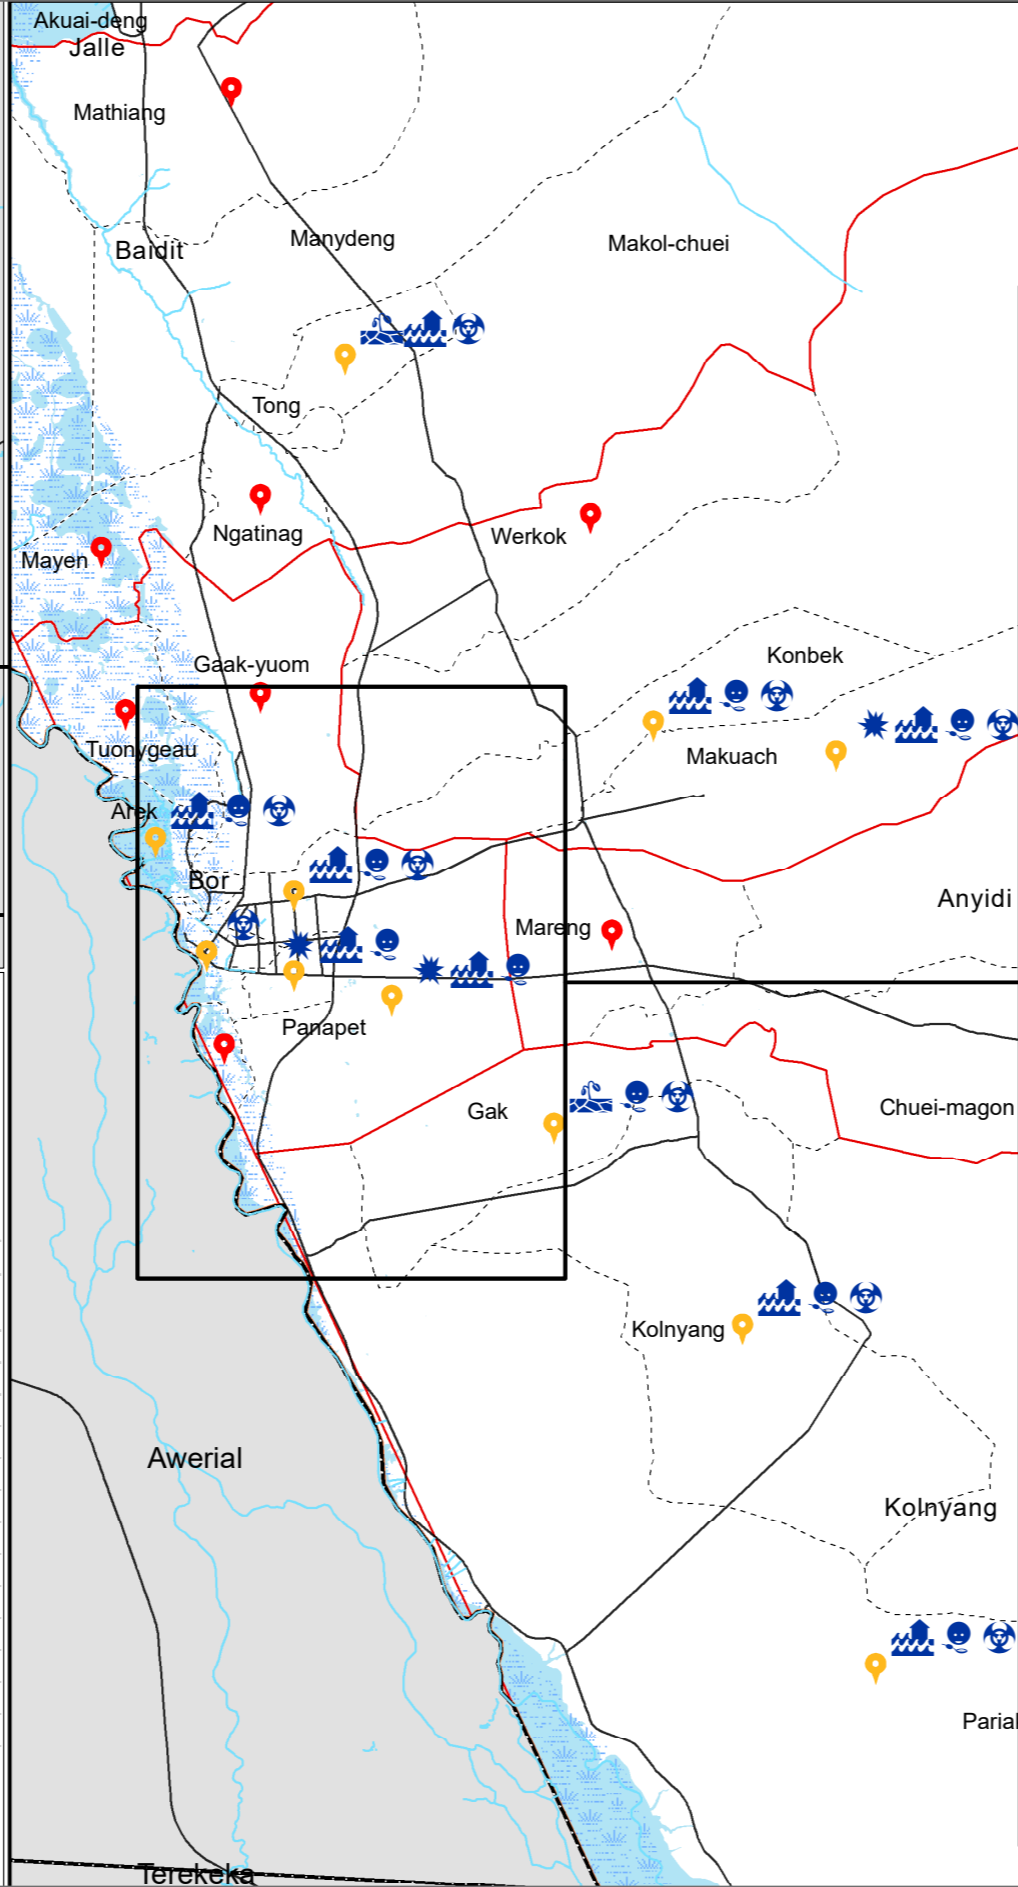 Akuai-deng
Jalle
Mathiang
Manydeng
Makol-chuei
Baidit
Tong
Ngatinag
Werkok
Mayen
Gaak-yuom
Konbek
Tuonygeau
Makuach
Arek
Bor
Anyidi
Mareng
Panapet
Gak
Chuei-magon
Kolnyang
Awerial
Kolnyang
Terekeka